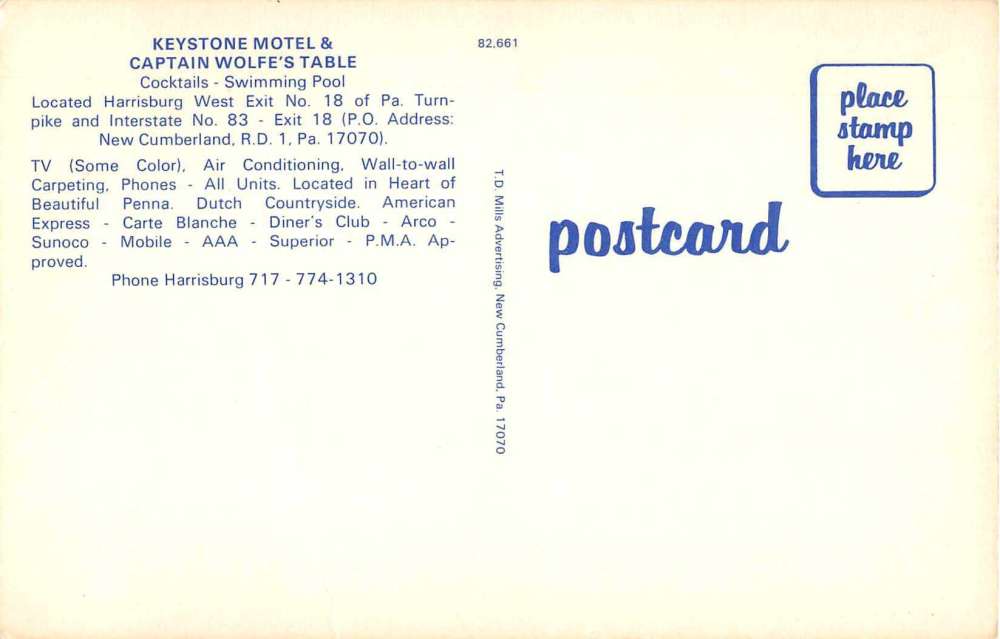 KEYSTONE MOTEL &
CAPTAIN WOLFE'S TABLE
Cocktails - Swimming Pool
Located Harrisburg West Exit No. 18 of Pa. Turn-
pike and Interstate No. 83 - Exit 18 (P.O. Address:
New Cumberland, R.D. 1, Pa. 17070).
TV (Some Color), Air Conditioning, Wall-to-wall
Carpeting, Phones - All Units. Located in Heart of
Beautiful Penna. Dutch Countryside. American
Express - Carte Blanche - Diner's Club - Arco -
Sunoco - Mobile - AAA - Superior - P.M.A. Ap-
proved.
Phone Harrisburg 717 - 774-1310
82,661
T.D. Mills Advertising, New Cumberland, Pa. 17070
place
stamp
here
postcard